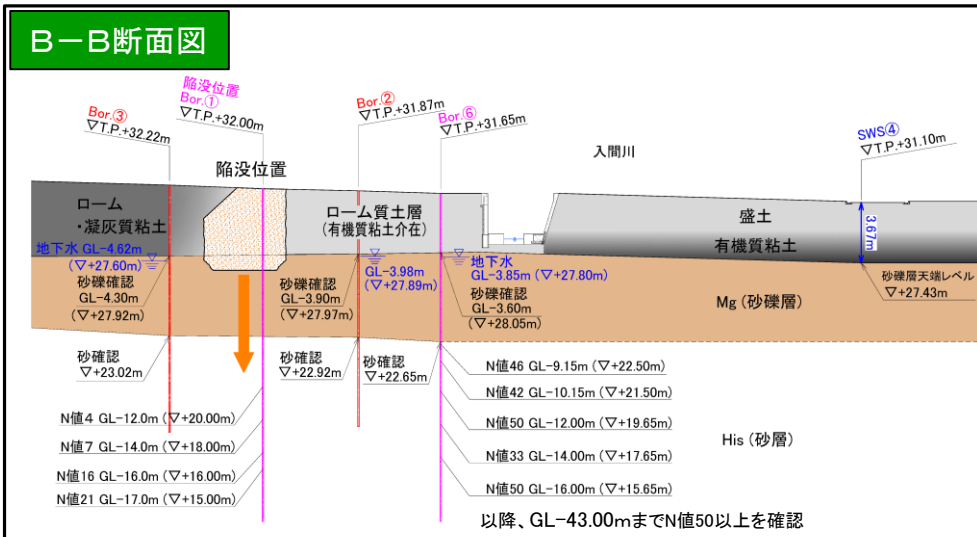 B－B断面図
Bor.③
▽T.P.+32.22m
陥没位置
Bor.①
▽T.P.+32.00m
Bor.②
▽T.P.+31.87m
Bor.⑥
▽T.P.+31.65m
入間川
SWS④
▽T.P.+31.10m
陥没位置
ローム
・凝灰質粘土
ローム質土層
(有機質粘土介在)
盛土
有機質粘土
3.67m
地下水 GL-4.62m
(▽+27.60m)
GL-3.98m
(▽+27.89m)
地下水
GL-3.85m (▽+27.80m)
砂礫確認
GL-4.30m
(▽+27.92m)
砂礫確認
GL-3.90m
(▽+27.97m)
砂礫確認
GL-3.60m
(▽+28.05m)
Mg (砂礫層)
砂礫層天端レベル
▽+27.43m
砂確認
▽+23.02m
砂確認
▽+22.92m
砂確認
▽+22.65m
N値4 GL-12.0m (▽+20.00m)
N値7 GL-14.0m (▽+18.00m)
N値16 GL-16.0m (▽+16.00m)
N値21 GL-17.0m (▽+15.00m)
N値46 GL-9.15m (▽+22.50m)
N値42 GL-10.15m (▽+21.50m)
N値50 GL-12.00m (▽+19.65m)
N値33 GL-14.00m (▽+17.65m)
N値50 GL-16.00m (▽+15.65m)
His (砂層)
以降、GL-43.00mまでN値50以上を確認